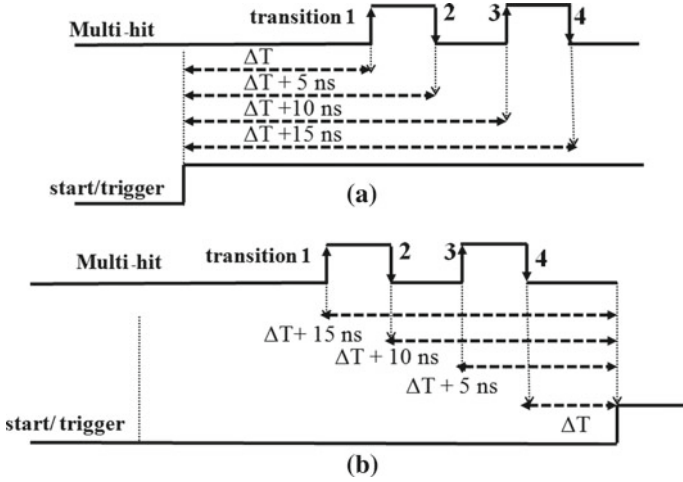 Multi-hit transition 1 2 3 4
ΔT
ΔT + 5 ns
ΔT +10 ns
ΔT +15 ns
start/trigger
(a)
Multi-hit transition 1 2 3 4
ΔT+ 15 ns
ΔT + 10 ns
ΔT + 5 ns
ΔT
start/ trigger
(b)